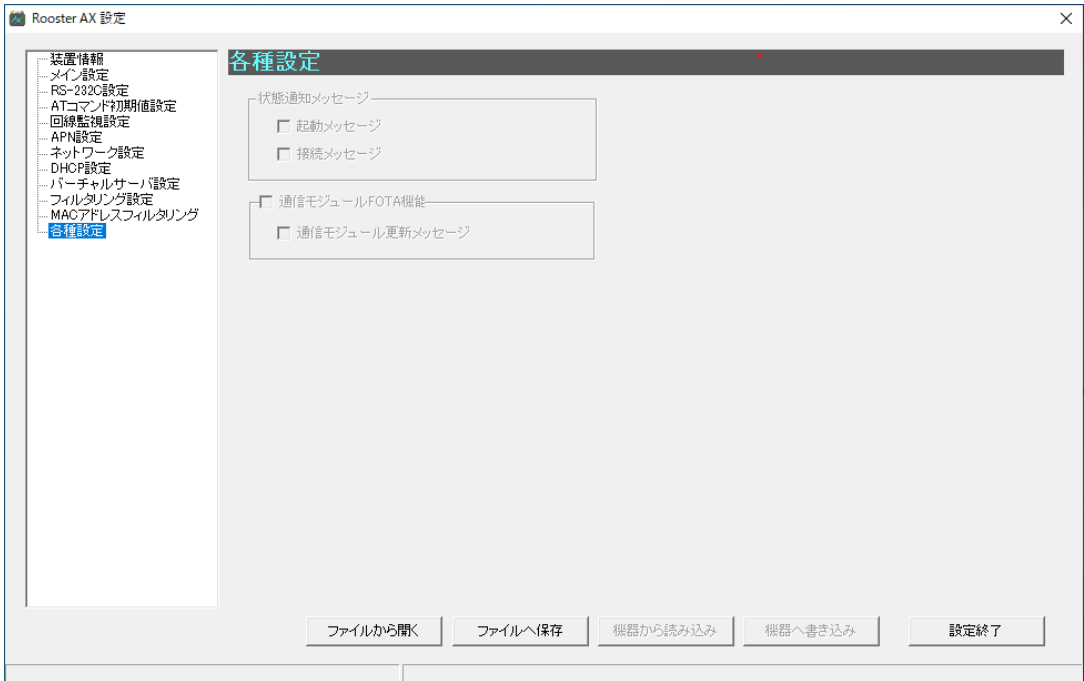 Rooster AX 設定
装置情報
メイン設定
RS-232C設定
ATコマンド初期値設定
回線監視設定
APN設定
ネットワーク設定
DHCP設定
バーチャルサーバ設定
フィルタリング設定
MACアドレスフィルタリング
各種設定
各種設定
状態通知メッセージ
起動メッセージ
接続メッセージ
通信モジュールFOTA機能
通信モジュール更新メッセージ
ファイルから開く
ファイルへ保存
機器から読み込み
機器へ書き込み
設定終了